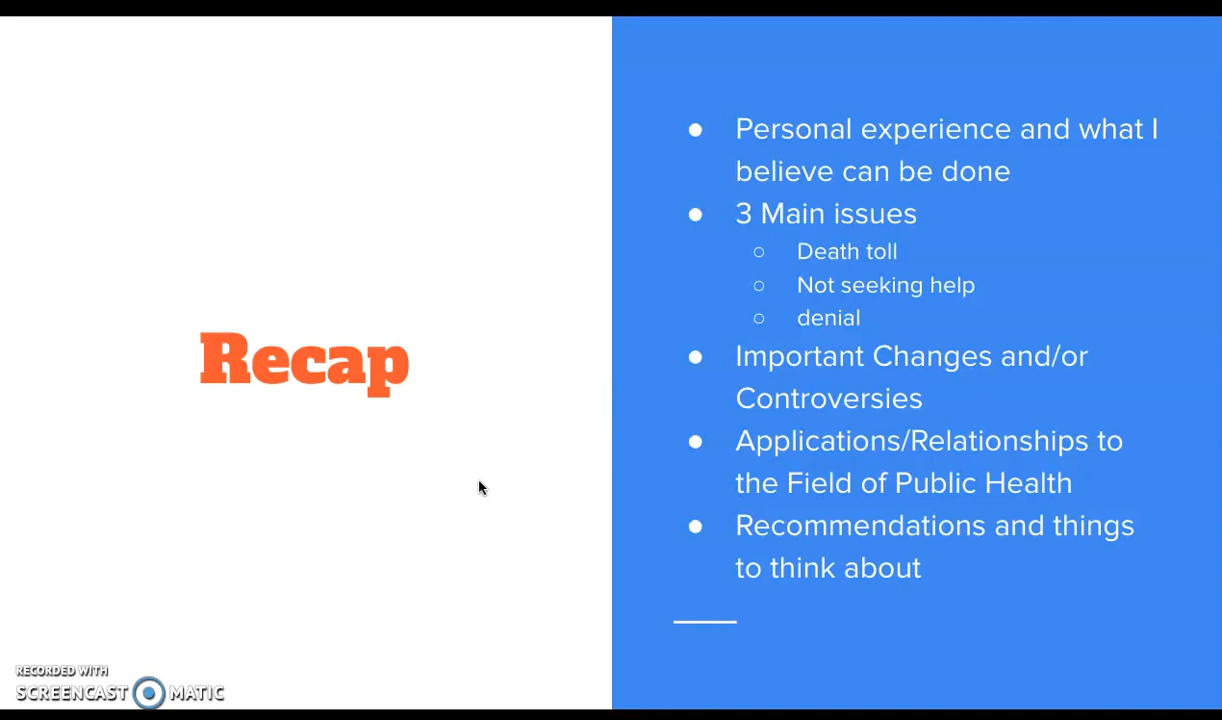 Recap
● Personal experience and what I
believe can be done
● 3 Main issues
○ Death toll
○ Not seeking help
○ denial
● Important Changes and/or
Controversies
● Applications/Relationships to
the Field of Public Health
● Recommendations and things
to think about
RECORDED WITH
SCREENCAST MATIC